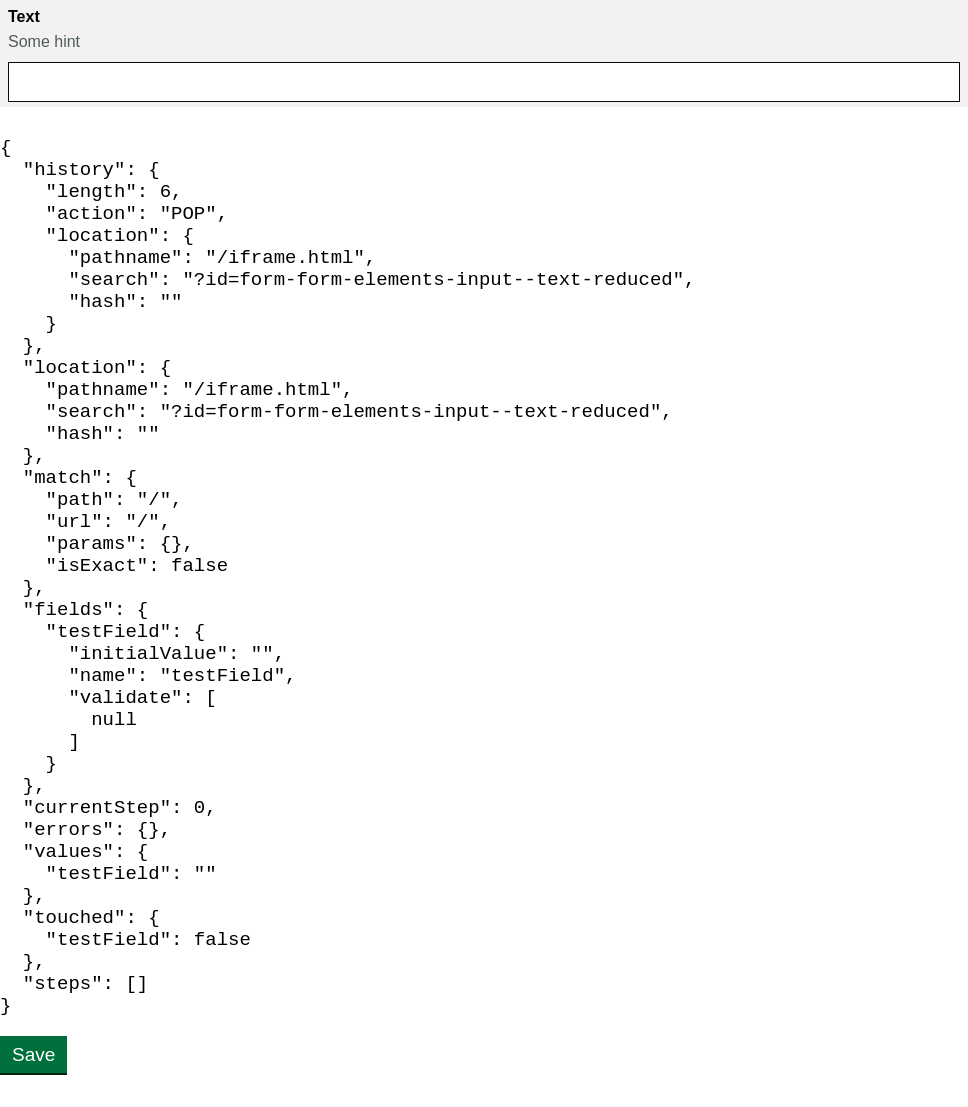 Text
Some hint
{
  "history": {
    "length": 6,
    "action": "POP",
    "location": {
      "pathname": "/iframe.html",
      "search": "?id=form-form-elements-input--text-reduced",
      "hash": ""
    }
  },
  "location": {
    "pathname": "/iframe.html",
    "search": "?id=form-form-elements-input--text-reduced",
    "hash": ""
  },
  "match": {
    "path": "/",
    "url": "/",
    "params": {},
    "isExact": false
  },
  "fields": {
    "testField": {
      "initialValue": "",
      "name": "testField",
      "validate": [
        null
      ]
    }
  },
  "currentStep": 0,
  "errors": {},
  "values": {
    "testField": ""
  },
  "touched": {
    "testField": false
  },
  "steps": []
}
Save